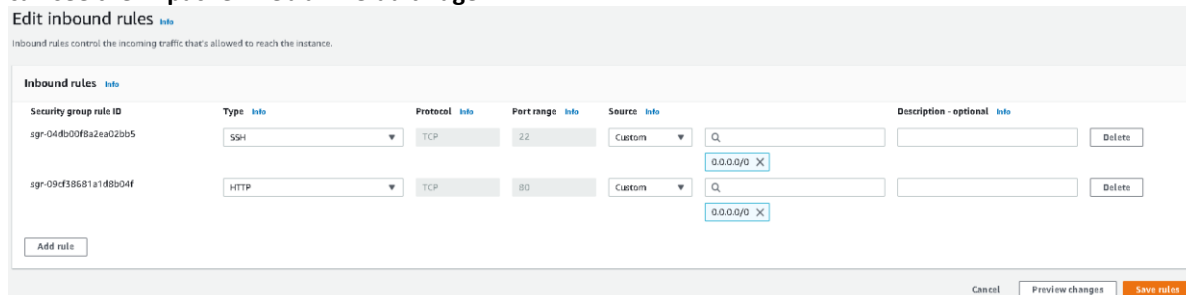 Edit inbound rules Info
Inbound rules control the incoming traffic that's allowed to reach the instance.
Inbound rules Info
Security group rule ID Type Info Protocol Info Port range Info Source Info Description - optional Info
sgr-04db00f8a2ea02bb5 SSH TCP 22 Custom Delete
0.0.0.0/0
sgr-09cf38681a1d8b04f HTTP TCP 80 Custom Delete
0.0.0.0/0
Add rule
Cancel Preview changes Save rules